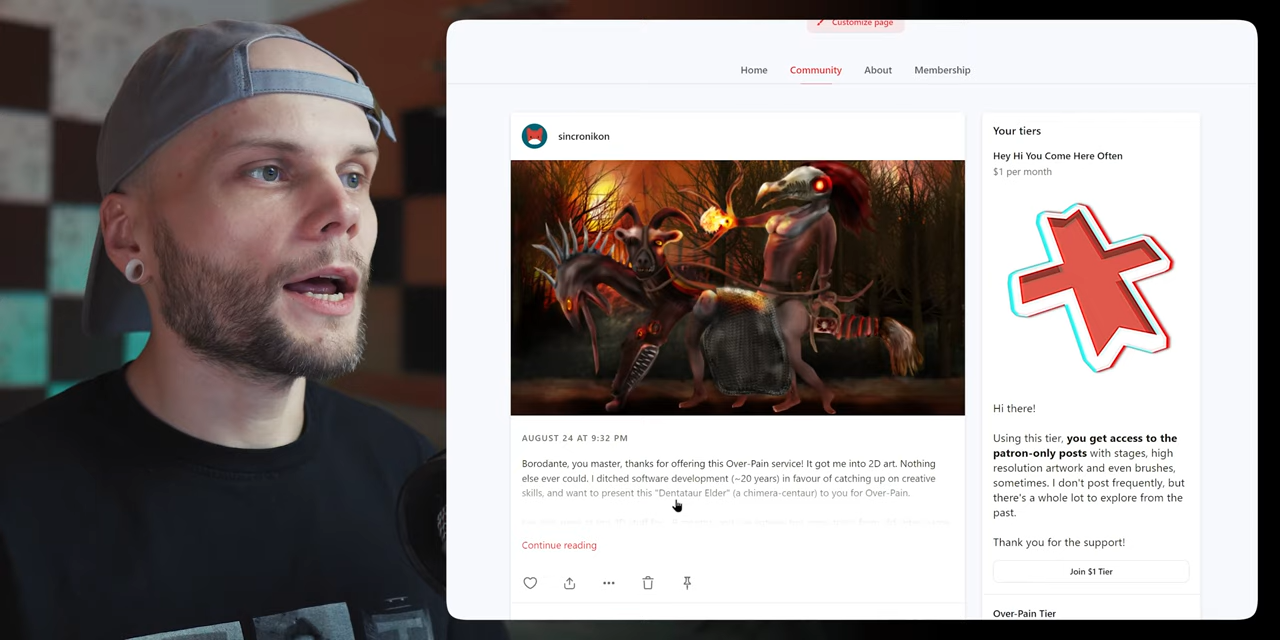 Customize page
Home
Community
About
Membership
sincronikon
AUGUST 24 AT 9:32 PM
Borodante, you master, thanks for offering this Over-Pain service! It got me into 2D art. Nothing
else ever could. I ditched software development (~20 years) in favour of catching up on creative
skills, and want to present this "Dentataur Elder" (a chimera-centaur) to you for Over-Pain.
Continue reading
Your tiers
Hey Hi You Come Here Often
$1 per month
Hi there!
Using this tier, you get access to the
patron-only posts with stages, high
resolution artwork and even brushes,
sometimes. I don't post frequently, but
there's a whole lot to explore from the
past.
Thank you for the support!
Join $1 Tier
Over-Pain Tier